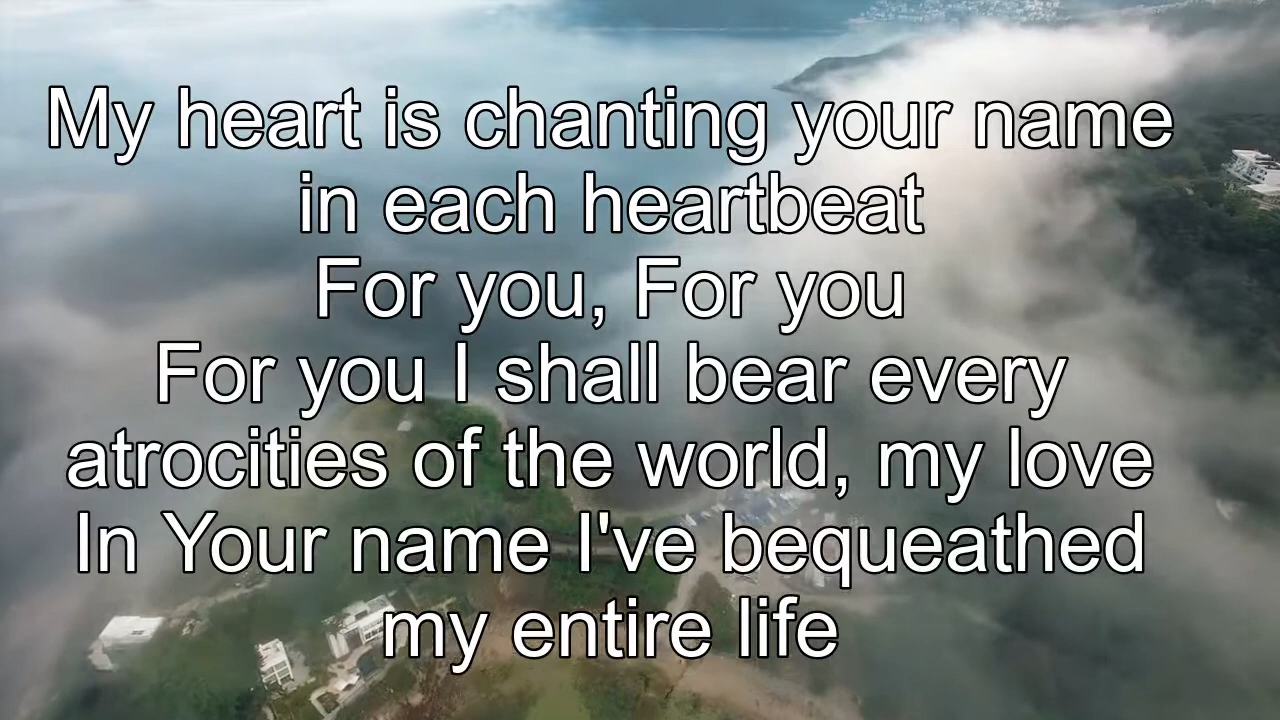 My heart is chanting your name
in each heartbeat
For you, For you
For you I shall bear every
atrocities of the world, my love
In Your name I've bequeathed
my entire life